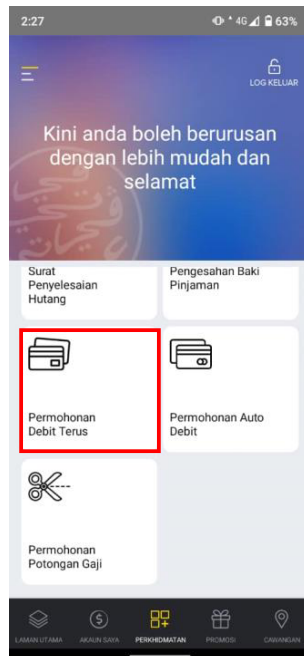 2:27
4G
63%
LOG KELUAR
Kini anda boleh berurusan
dengan lebih mudah dan
selamat
Surat
Penyelesaian
Hutang
Pengesahan Baki
Pinjaman
Permohonan
Debit Terus
Permohonan Auto
Debit
Permohonan
Potongan Gaji
LAMAN UTAMA
AKAUN SAYA
PERKHIDMATAN
PROMOSI
CAWANGAN